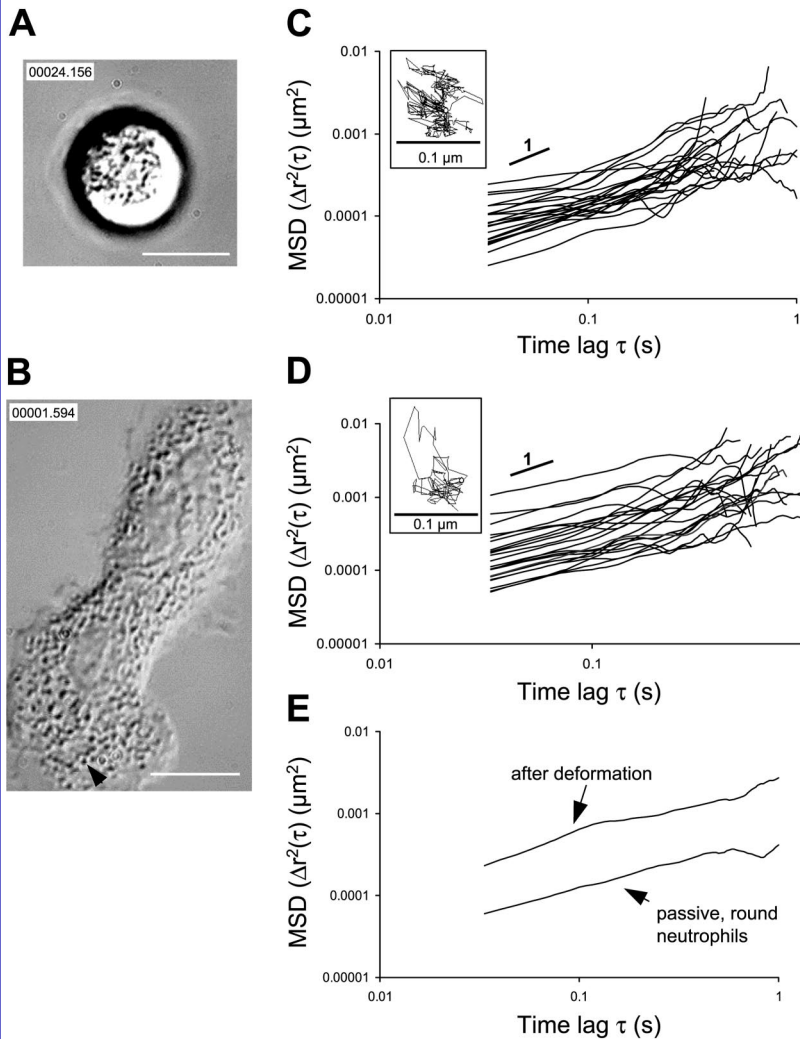 A
00024.156
B
00001.594
C
MSD (Δr²(τ) (µm²)
0.01
0.001
0.0001
0.00001
0.1 µm
1
0.01
0.1
1
Time lag τ (s)
D
MSD (Δr²(τ) (µm²)
0.01
0.001
0.0001
0.00001
0.1 µm
1
0.01
0.1
Time lag τ (s)
E
MSD (Δr²(τ) (µm²)
0.01
0.001
0.0001
0.00001
after deformation
passive, round
neutrophils
0.01
0.1
1
Time lag τ (s)